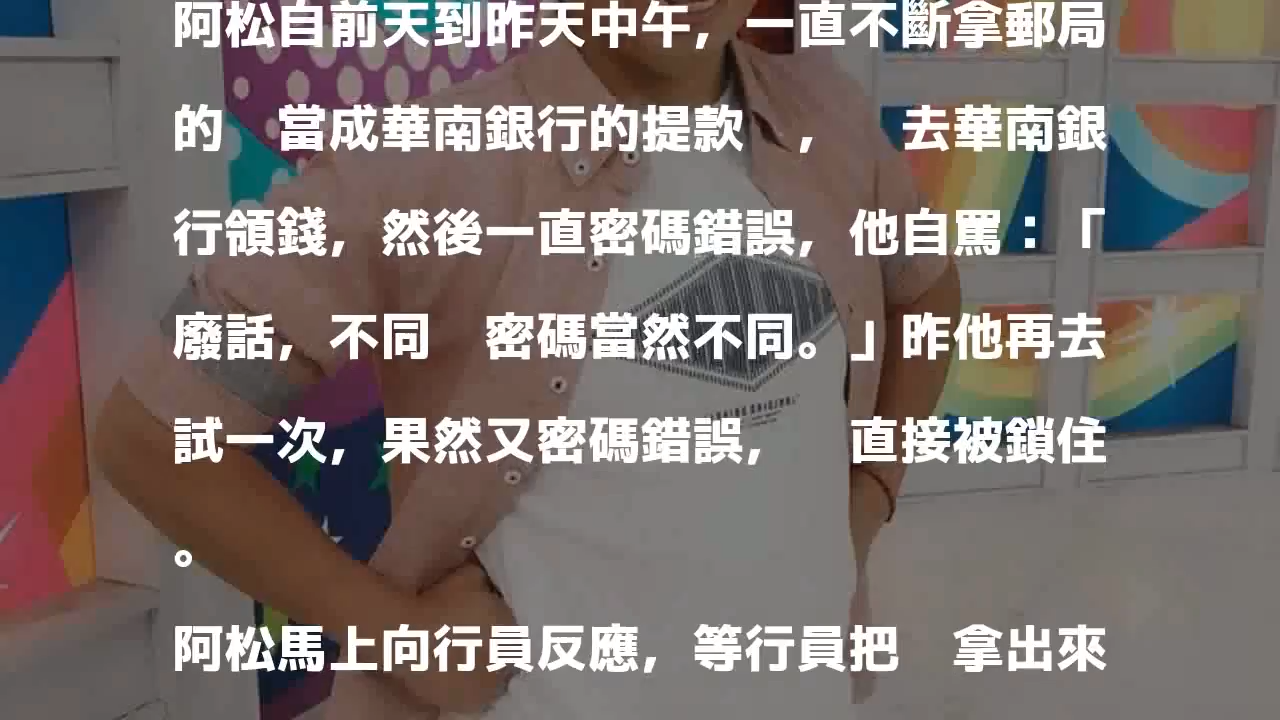 阿松自前天到昨天中午，一直不斷拿郵局
的　當成華南銀行的提款　，　去華南銀
行領錢，然後一直密碼錯誤，他自罵：「
廢話，不同　密碼當然不同。」昨他再去
試一次，果然又密碼錯誤，　直接被鎖住
。
阿松馬上向行員反應，等行員把　拿出來